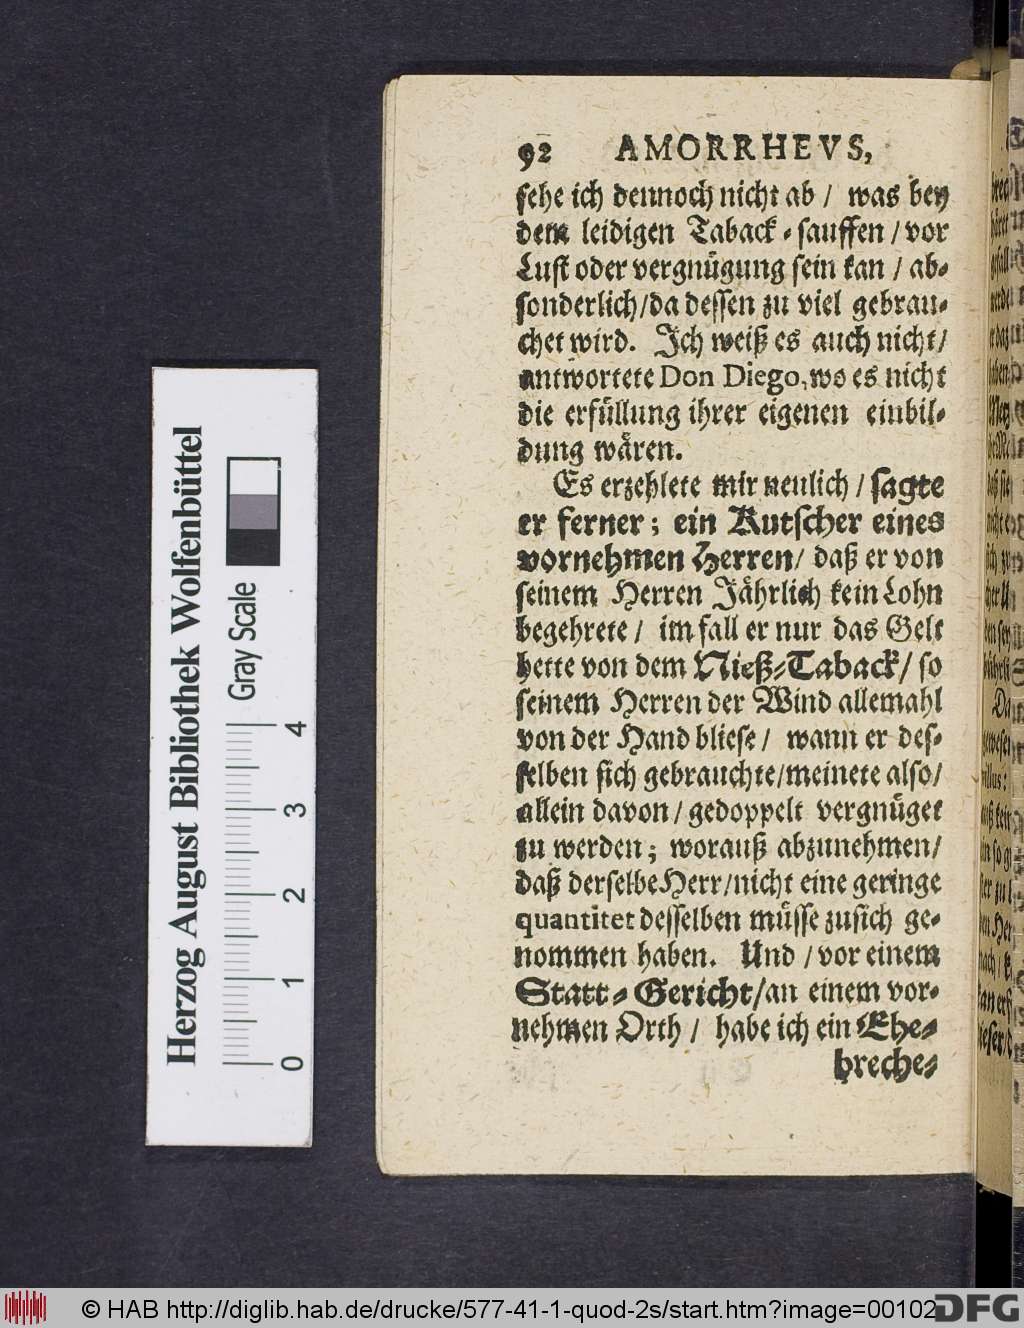 92 AMORRHEVS,
sehe ich dennoch nicht ab / was bey
dem leidigen Taback-sauffen / vor
Lust oder vergnügung sein kan / ab-
sonderlich/da dessen zu viel gebrau-
chet wird. Ich weiß es auch nicht/
antwortete Don Diego, wo es nicht
die erfüllung ihrer eigenen einbil-
dung wären.
Es erzehlete mir neulich / sagte
er ferner; ein Kutscher eines
vornehmen Herren/ daß er von
seinem Herren Jährlich kein Lohn
begehrete / im fall er nur das Gelt
hette von dem Nieß-Taback/ so
seinem Herren der Wind allemahl
von der Hand bliese / wann er des-
selben sich gebrauchte/meinete also/
allein davon / gedoppelt vergnüget
zu werden; worauß abzunehmen/
daß derselbe Herr/nicht eine geringe
quantitet desselben müsse zu sich ge-
nommen haben. Und / vor einem
Statt-Gericht/an einem vor-
nehmen Orth / habe ich ein Ehe-
breche-
Herzog August Bibliothek Wolfenbüttel
Gray Scale
0 1 2 3 4
© HAB http://diglib.hab.de/drucke/577-41-1-quod-2s/start.htm?image=00102
DFG